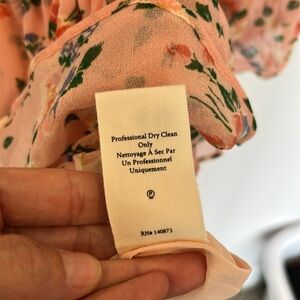 Professional Dry Clean
Only
Nettoyage À Sec Par
Un Professionnel
Uniquement
P
RN# 140873